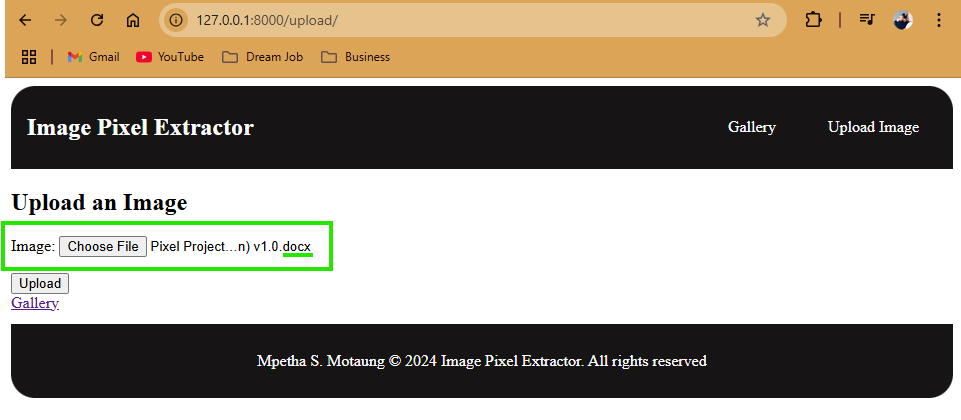 127.0.0.1:8000/upload/
Gmail YouTube Dream Job Business
Image Pixel Extractor Gallery Upload Image
Upload an Image
Image: Choose File Pixel Project...n) v1.0.docx
Upload
Gallery
Mpetha S. Motaung © 2024 Image Pixel Extractor. All rights reserved